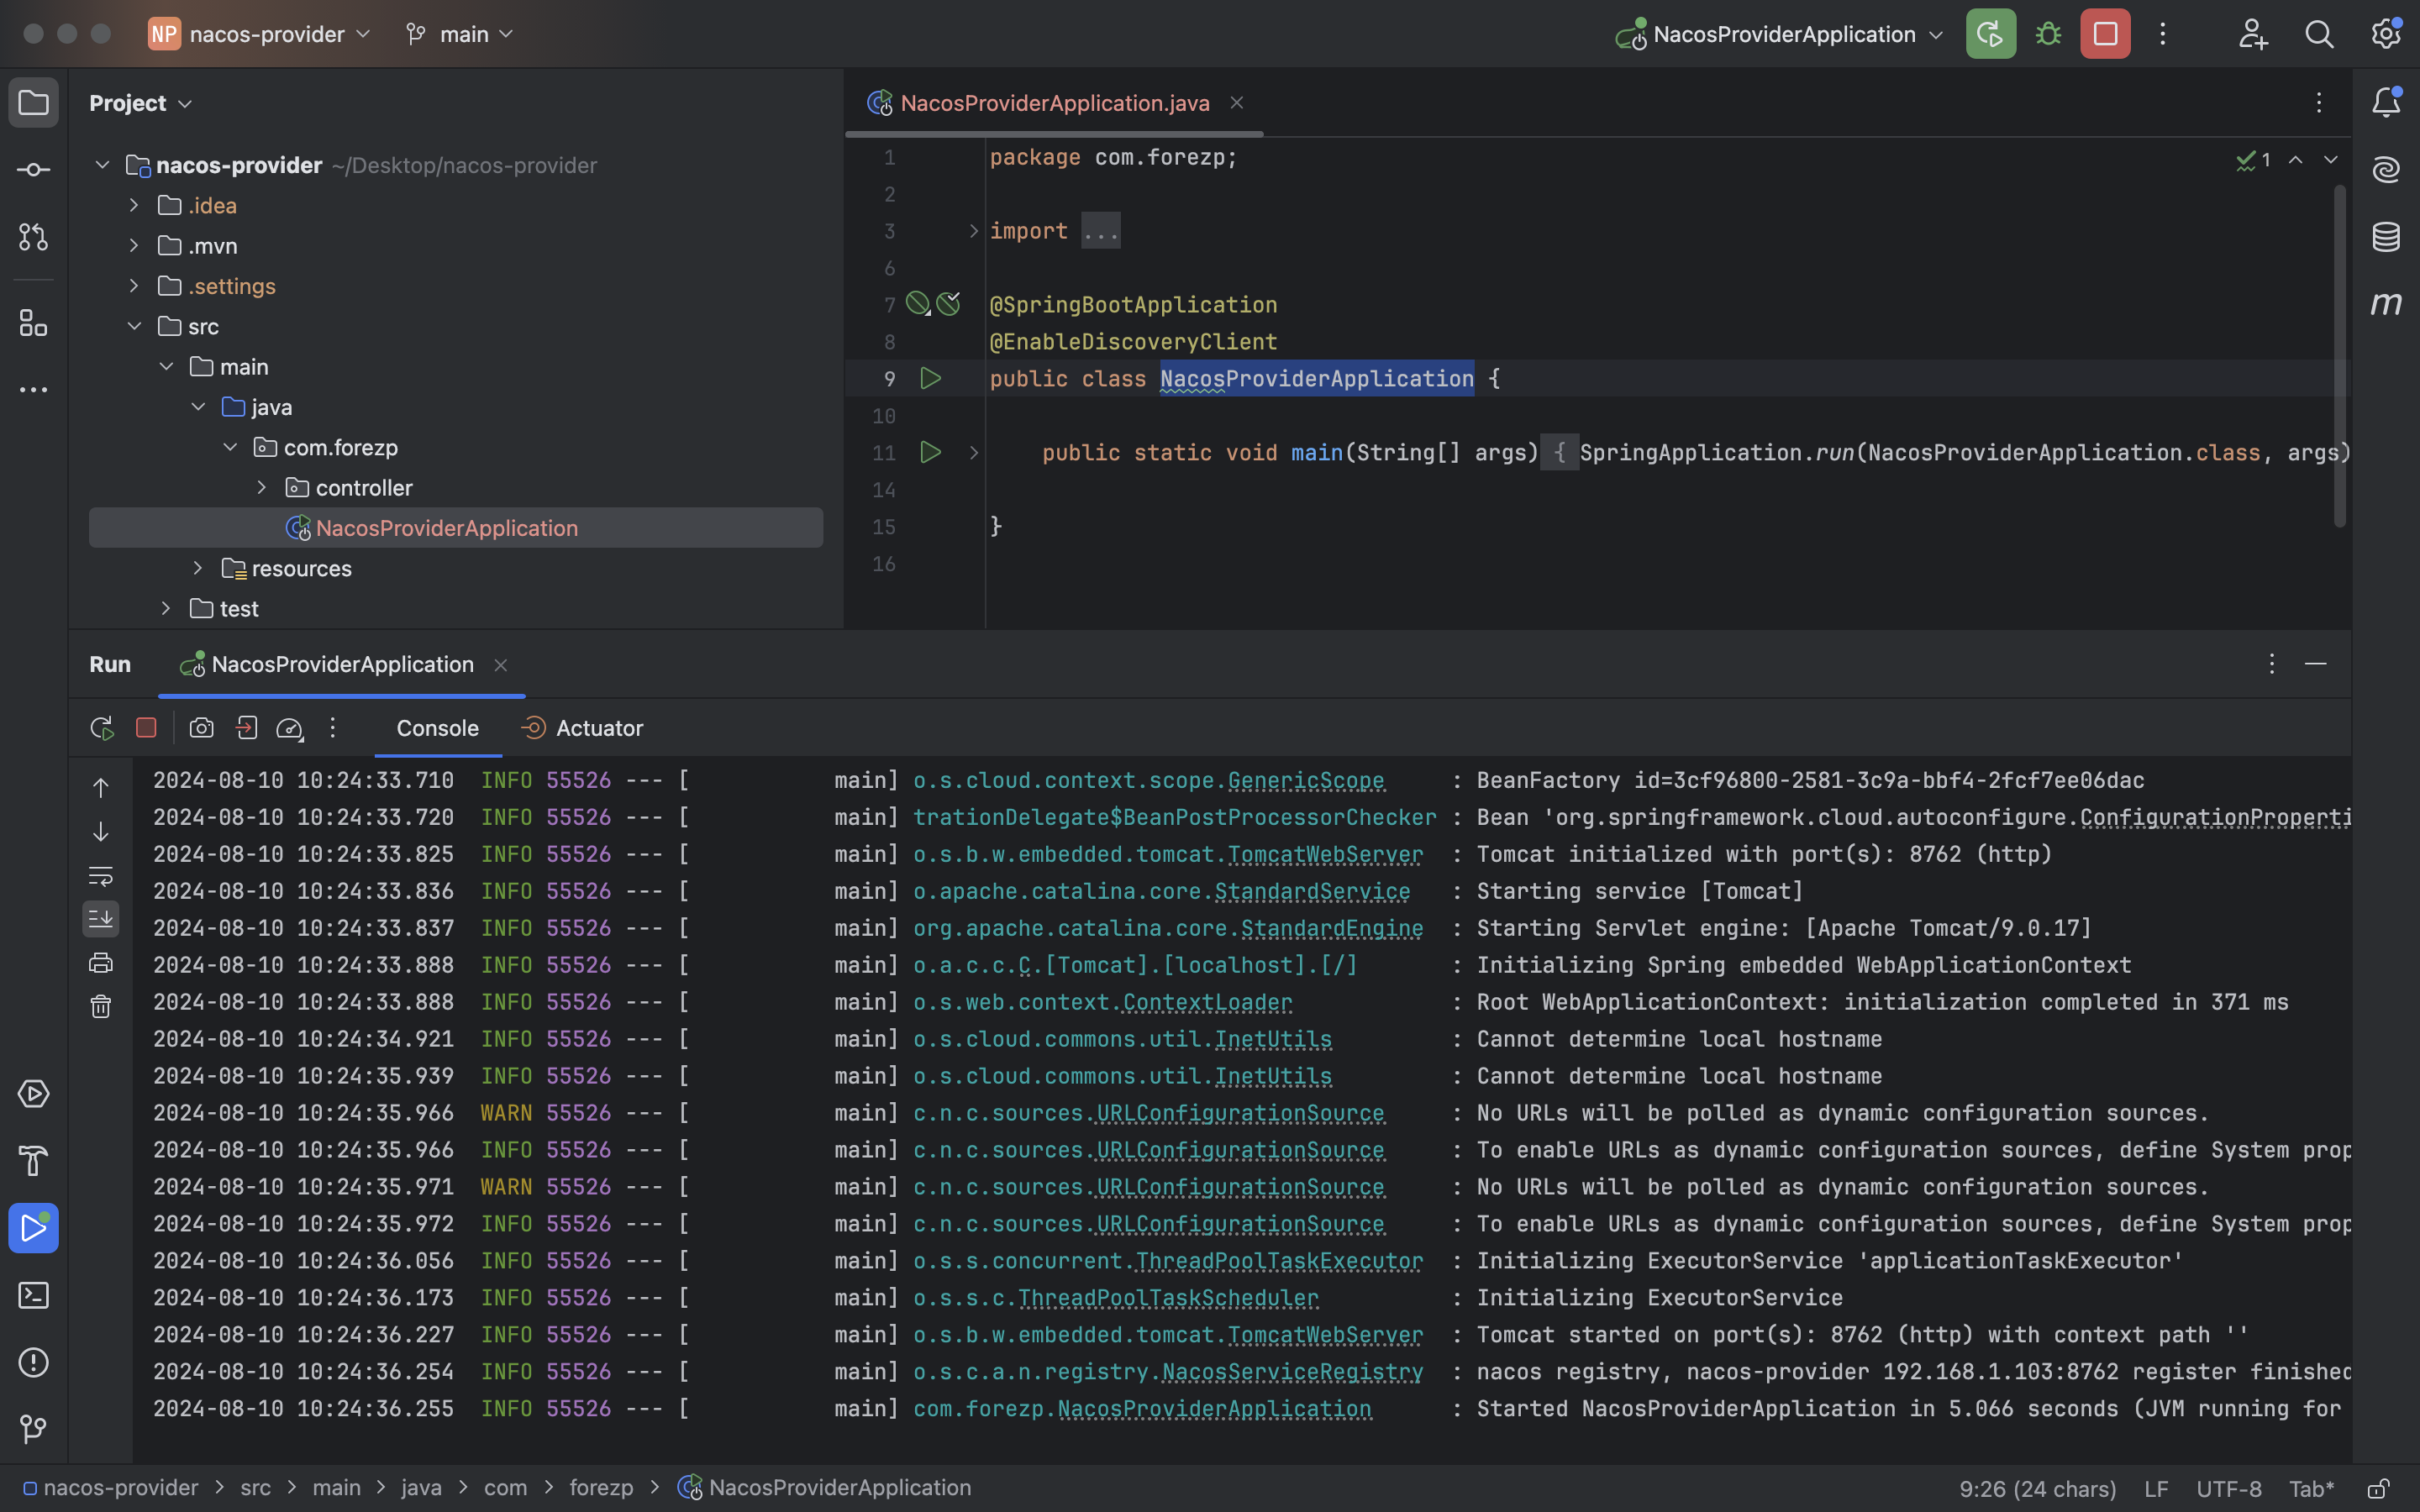 NP nacos-provider main NacosProviderApplication
Project
nacos-provider ~/Desktop/nacos-provider
.idea
.mvn
.settings
src
main
java
com.forezp
controller
NacosProviderApplication
resources
test
NacosProviderApplication.java
1 package com.forezp;
2
3 import ...
6
7 @SpringBootApplication
8 @EnableDiscoveryClient
9 public class NacosProviderApplication {
10
11 public static void main(String[] args) { SpringApplication.run(NacosProviderApplication.class, args)
14
15 }
16
1
m
Run NacosProviderApplication
Console Actuator
2024-08-10 10:24:33.710 INFO 55526 --- [ main] o.s.cloud.context.scope.GenericScope : BeanFactory id=3cf96800-2581-3c9a-bbf4-2fcf7ee06dac
2024-08-10 10:24:33.720 INFO 55526 --- [ main] trationDelegate$BeanPostProcessorChecker : Bean 'org.springframework.cloud.autoconfigure.ConfigurationProperti
2024-08-10 10:24:33.825 INFO 55526 --- [ main] o.s.b.w.embedded.tomcat.TomcatWebServer : Tomcat initialized with port(s): 8762 (http)
2024-08-10 10:24:33.836 INFO 55526 --- [ main] o.apache.catalina.core.StandardService : Starting service [Tomcat]
2024-08-10 10:24:33.837 INFO 55526 --- [ main] org.apache.catalina.core.StandardEngine : Starting Servlet engine: [Apache Tomcat/9.0.17]
2024-08-10 10:24:33.888 INFO 55526 --- [ main] o.a.c.c.C.[Tomcat].[localhost].[/] : Initializing Spring embedded WebApplicationContext
2024-08-10 10:24:33.888 INFO 55526 --- [ main] o.s.web.context.ContextLoader : Root WebApplicationContext: initialization completed in 371 ms
2024-08-10 10:24:34.921 INFO 55526 --- [ main] o.s.cloud.commons.util.InetUtils : Cannot determine local hostname
2024-08-10 10:24:35.939 INFO 55526 --- [ main] o.s.cloud.commons.util.InetUtils : Cannot determine local hostname
2024-08-10 10:24:35.966 WARN 55526 --- [ main] c.n.c.sources.URLConfigurationSource : No URLs will be polled as dynamic configuration sources.
2024-08-10 10:24:35.966 INFO 55526 --- [ main] c.n.c.sources.URLConfigurationSource : To enable URLs as dynamic configuration sources, define System prop
2024-08-10 10:24:35.971 WARN 55526 --- [ main] c.n.c.sources.URLConfigurationSource : No URLs will be polled as dynamic configuration sources.
2024-08-10 10:24:35.972 INFO 55526 --- [ main] c.n.c.sources.URLConfigurationSource : To enable URLs as dynamic configuration sources, define System prop
2024-08-10 10:24:36.056 INFO 55526 --- [ main] o.s.s.concurrent.ThreadPoolTaskExecutor : Initializing ExecutorService 'applicationTaskExecutor'
2024-08-10 10:24:36.173 INFO 55526 --- [ main] o.s.s.c.ThreadPoolTaskScheduler : Initializing ExecutorService
2024-08-10 10:24:36.227 INFO 55526 --- [ main] o.s.b.w.embedded.tomcat.TomcatWebServer : Tomcat started on port(s): 8762 (http) with context path ''
2024-08-10 10:24:36.254 INFO 55526 --- [ main] o.s.c.a.n.registry.NacosServiceRegistry : nacos registry, nacos-provider 192.168.1.103:8762 register finished
2024-08-10 10:24:36.255 INFO 55526 --- [ main] com.forezp.NacosProviderApplication : Started NacosProviderApplication in 5.066 seconds (JVM running for
nacos-provider > src > main > java > com > forezp > NacosProviderApplication 9:26 (24 chars) LF UTF-8 Tab*